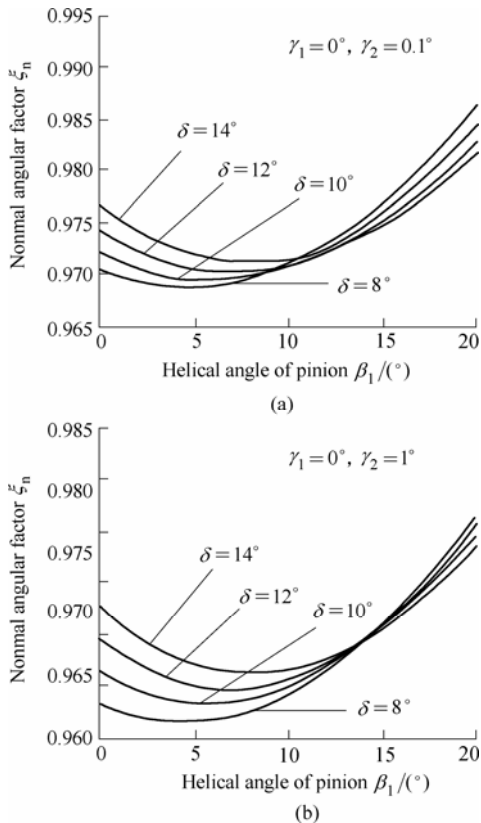 0.995
γ₁=0°, γ₂=0.1°
0.990
0.985
δ=14°
0.980
δ=12°
δ=10°
0.975
0.970
δ=8°
0.965
Nonmal angular factor ξₙ
0 5 10 15 20
Helical angle of pinion β₁/(°)
(a)
0.985
γ₁=0°, γ₂=1°
0.980
0.975
δ=14°
0.970
δ=12°
δ=10°
0.965
δ=8°
0.960
Nonmal angular factor ξₙ
0 5 10 15 20
Helical angle of pinion β₁/(°)
(b)